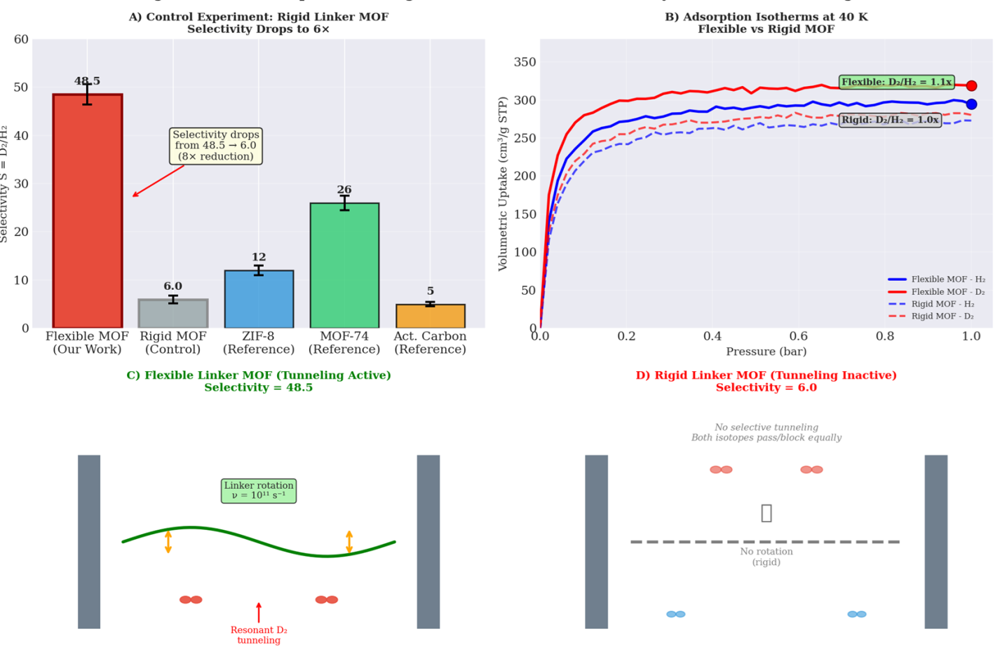 A) Control Experiment: Rigid Linker MOF
Selectivity Drops to 6×
60
50
40
30
20
10
0
Selectivity S = D₂/H₂
48.5
6.0
12
26
5
Selectivity drops
from 48.5 → 6.0
(8× reduction)
Flexible MOF
(Our Work)
Rigid MOF
(Control)
ZIF-8
(Reference)
MOF-74
(Reference)
Act. Carbon
(Reference)
B) Adsorption Isotherms at 40 K
Flexible vs Rigid MOF
350
300
250
200
150
100
50
0
Volumetric Uptake (cm³/g STP)
Flexible: D₂/H₂ = 1.1x
Rigid: D₂/H₂ = 1.0x
Flexible MOF - H₂
Flexible MOF - D₂
Rigid MOF - H₂
Rigid MOF - D₂
0.0
0.2
0.4
0.6
0.8
1.0
Pressure (bar)
C) Flexible Linker MOF (Tunneling Active)
Selectivity = 48.5
Linker rotation
ν = 10¹¹ s⁻¹
Resonant D₂
tunneling
D) Rigid Linker MOF (Tunneling Inactive)
Selectivity = 6.0
No selective tunneling
Both isotopes pass/block equally
No rotation
(rigid)